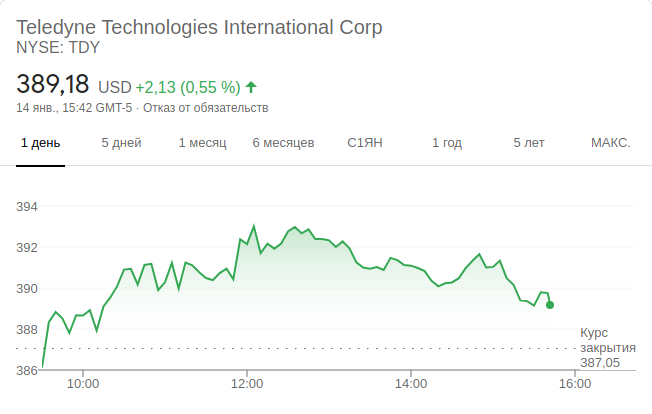 Teledyne Technologies International Corp
NYSE: TDY
389,18 USD +2,13 (0,55 %) ↑
14 янв., 15:42 GMT-5 · Отказ от обязательств
1 день 5 дней 1 месяц 6 месяцев С1ЯН 1 год 5 лет МАКС.
394
392
390
388
386
Курс
закрытия
387,05
10:00 12:00 14:00 16:00